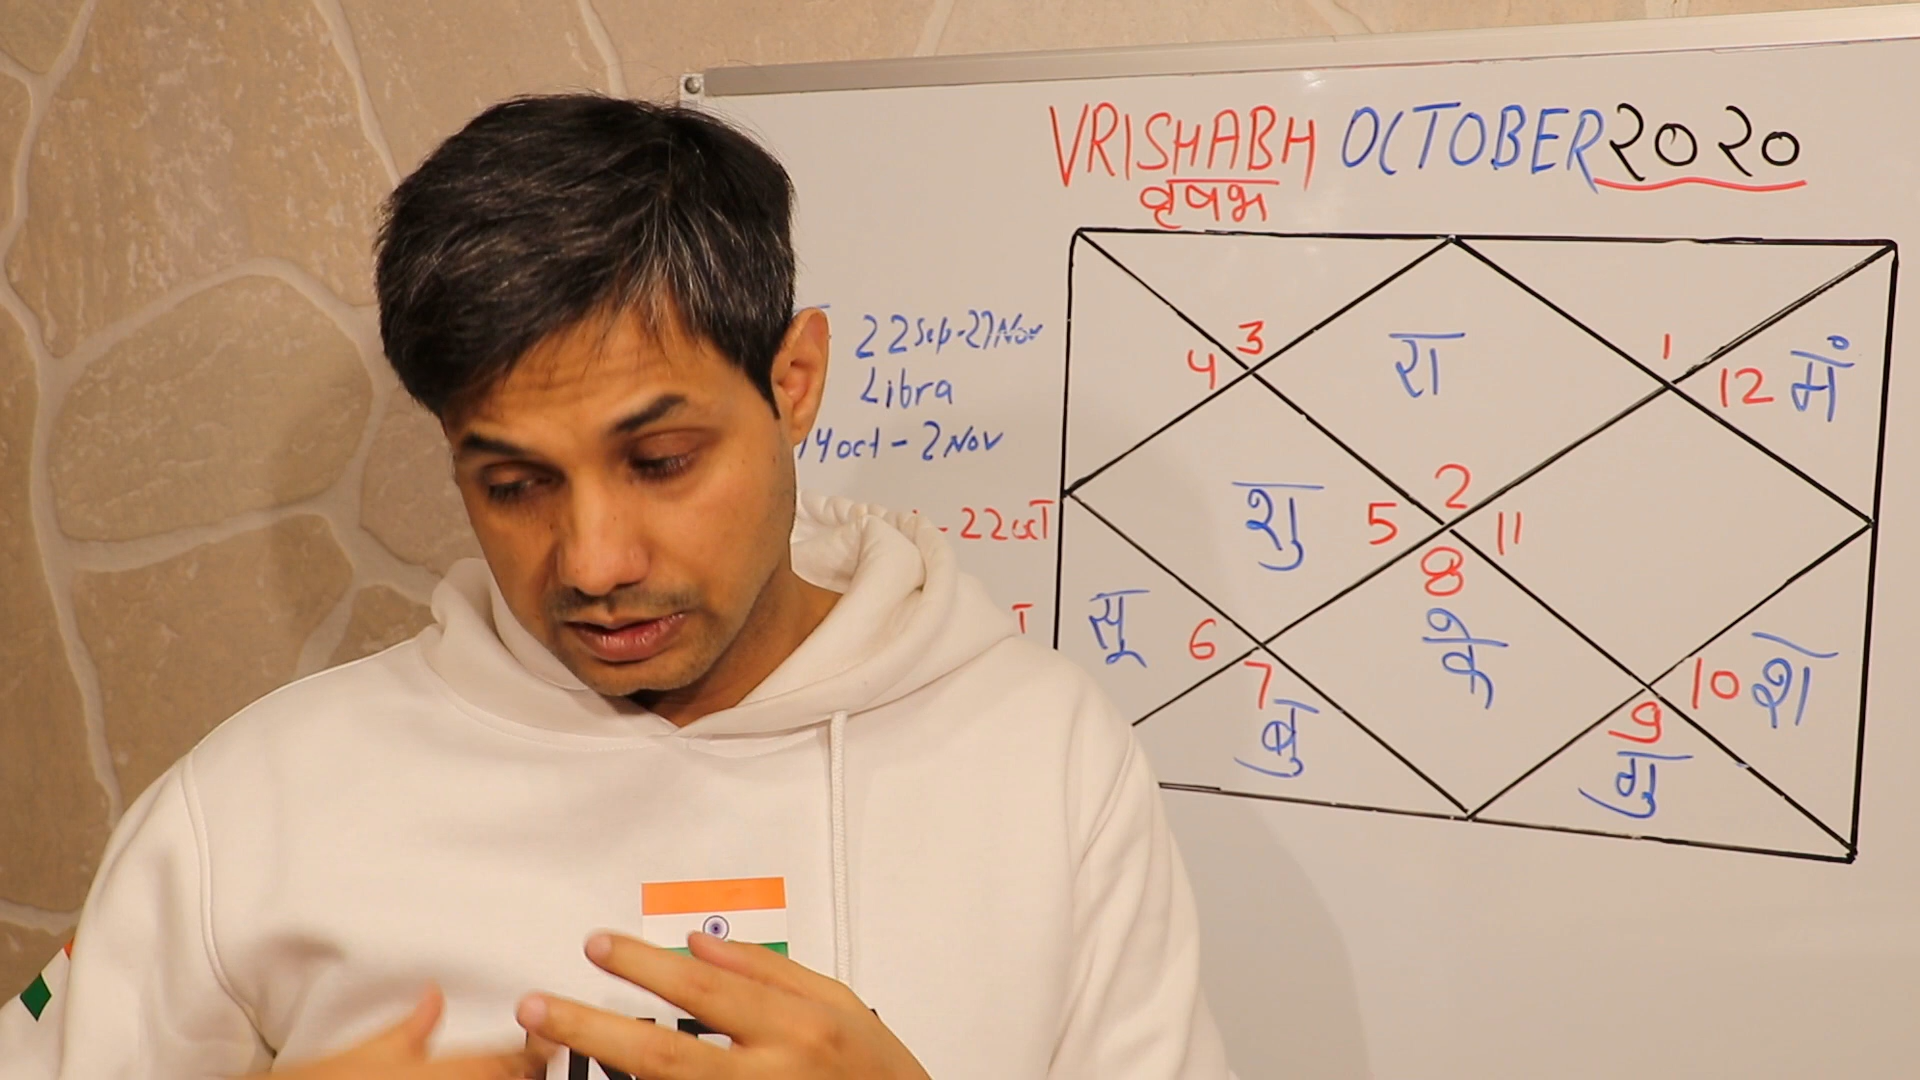 VRISHABH OCTOBER २०२०
वृषभ
22 Sep - 27 Nov
Libra
14 oct - 2 Nov
- 22 oct
3
4
रा
1
12 मं
शु 5 2 11
8
के
सू 6
7
बु
10 श
9
गु